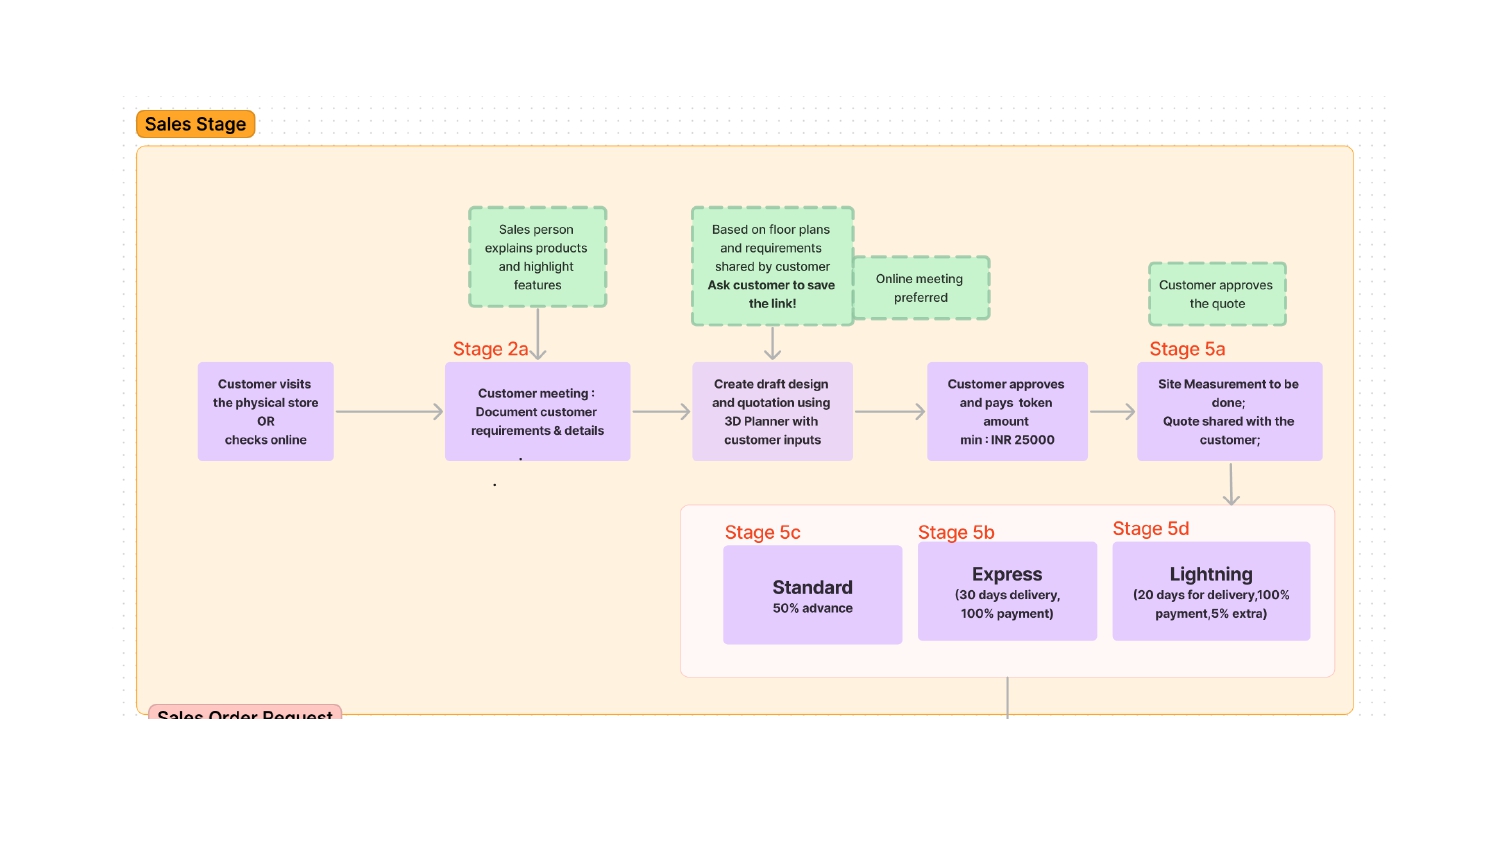 Sales Stage
Sales person
explains products
and highlight
features
Based on floor plans
and requirements
shared by customer
Ask customer to save
the link!
Online meeting
preferred
Customer approves
the quote
Stage 2a
Stage 5a
Customer visits
the physical store
OR
checks online
Customer meeting :
Document customer
requirements & details
.
.
Create draft design
and quotation using
3D Planner with
customer inputs
Customer approves
and pays token
amount
min : INR 25000
Site Measurement to be
done;
Quote shared with the
customer;
Stage 5c
Standard
50% advance
Stage 5b
Express
(30 days delivery,
100% payment)
Stage 5d
Lightning
(20 days for delivery,100%
payment,5% extra)
Sales Order Request